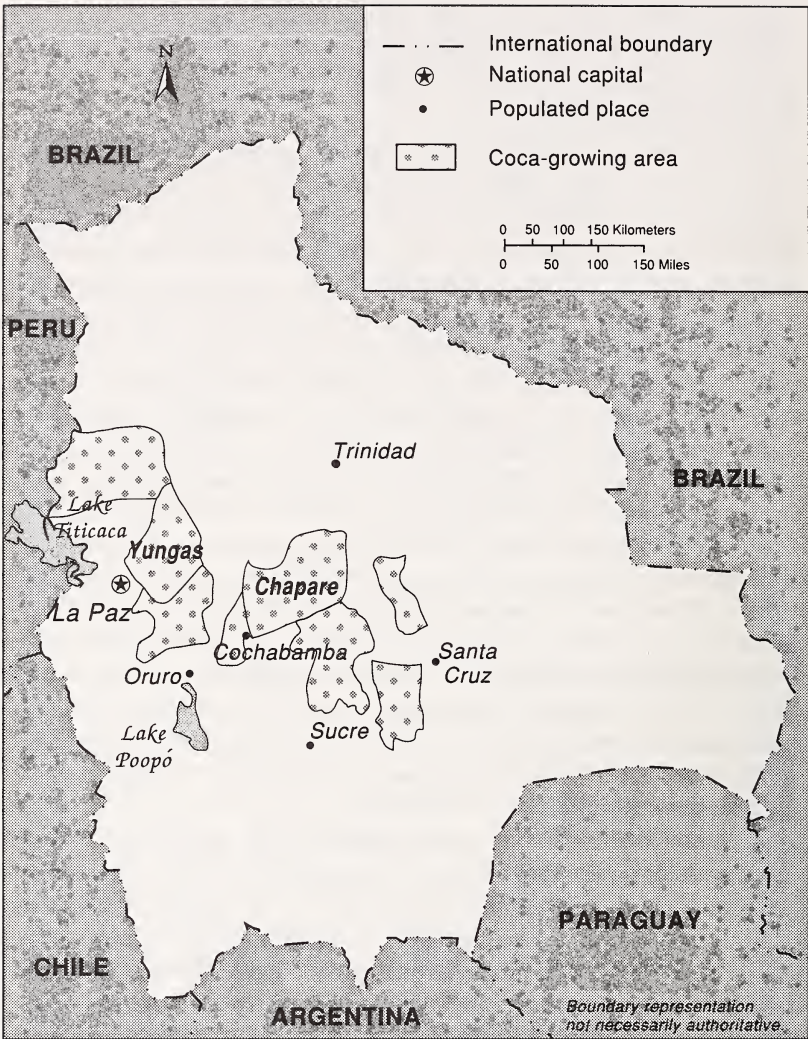 N
International boundary
National capital
Populated place
Coca-growing area
0 50 100 150 Kilometers
0 50 100 150 Miles
BRAZIL
PERU
Trinidad
BRAZIL
Lake
Titicaca
Yungas
Chapare
La Paz
Cochabamba
Santa
Cruz
Oruro
Lake
Poopó
Sucre
PARAGUAY
CHILE
ARGENTINA
Boundary representation
not necessarily authoritative